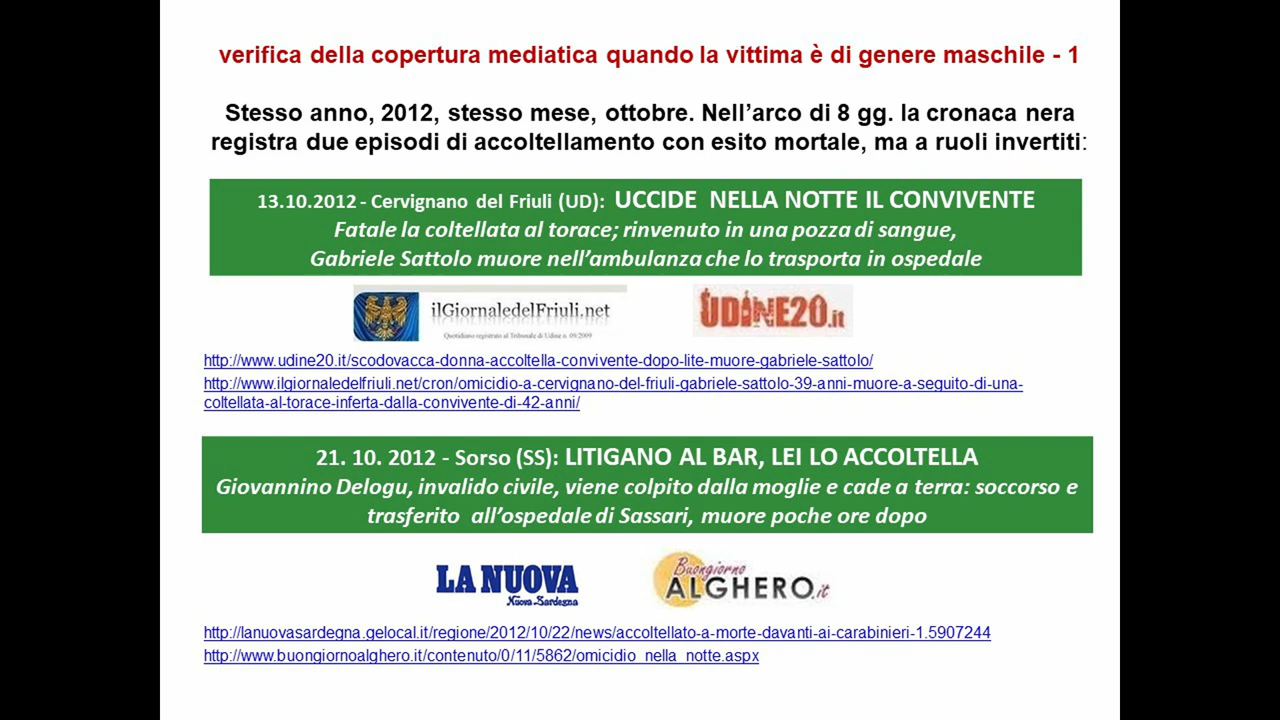 verifica della copertura mediatica quando la vittima è di genere maschile - 1
Stesso anno, 2012, stesso mese, ottobre. Nell’arco di 8 gg. la cronaca nera
registra due episodi di accoltellamento con esito mortale, ma a ruoli invertiti:
13.10.2012 - Cervignano del Friuli (UD): UCCIDE NELLA NOTTE IL CONVIVENTE
Fatale la coltellata al torace; rinvenuto in una pozza di sangue,
Gabriele Sattolo muore nell’ambulanza che lo trasporta in ospedale
ilGiornaledelFriuli.net
Quotidiano registrato al Tribunale di Udine n. 09/2009
UDINE20.it
http://www.udine20.it/scodovacca-donna-accoltella-convivente-dopo-lite-muore-gabriele-sattolo/
http://www.ilgiornaledelfriuli.net/cron/omicidio-a-cervignano-del-friuli-gabriele-sattolo-39-anni-muore-a-seguito-di-una-
coltellata-al-torace-inferta-dalla-convivente-di-42-anni/
21. 10. 2012 - Sorso (SS): LITIGANO AL BAR, LEI LO ACCOLTELLA
Giovannino Delogu, invalido civile, viene colpito dalla moglie e cade a terra: soccorso e
trasferito all’ospedale di Sassari, muore poche ore dopo
LA NUOVA
Nuova Sardegna
Buongiorno
ALGHERO.it
http://lanuovasardegna.gelocal.it/regione/2012/10/22/news/accoltellato-a-morte-davanti-ai-carabinieri-1.5907244
http://www.buongiornoalghero.it/contenuto/0/11/5862/omicidio_nella_notte.aspx